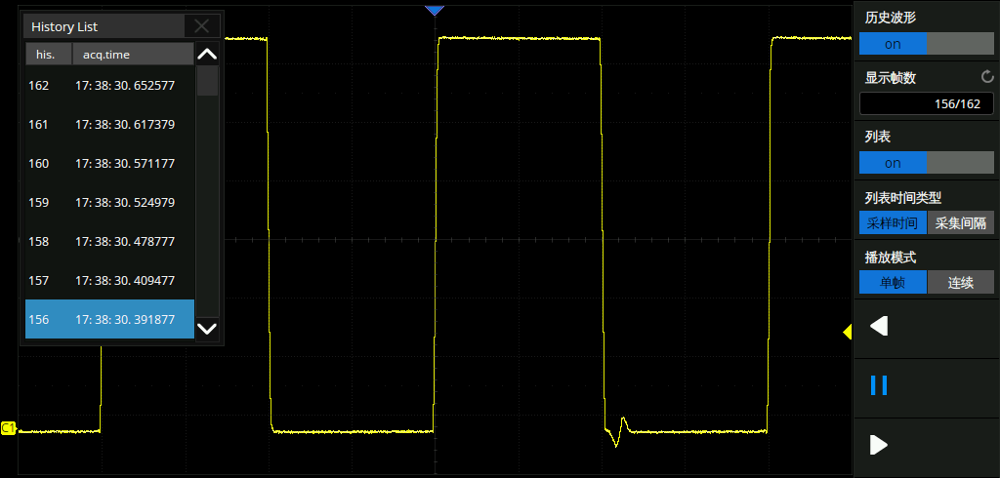 History List
his. acq.time
162 17: 38: 30. 652577
161 17: 38: 30. 617379
160 17: 38: 30. 571177
159 17: 38: 30. 524979
158 17: 38: 30. 478777
157 17: 38: 30. 409477
156 17: 38: 30. 391877
C1
历史波形
on
显示帧数
156/162
列表
on
列表时间类型
采样时间 采集间隔
播放模式
单帧 连续